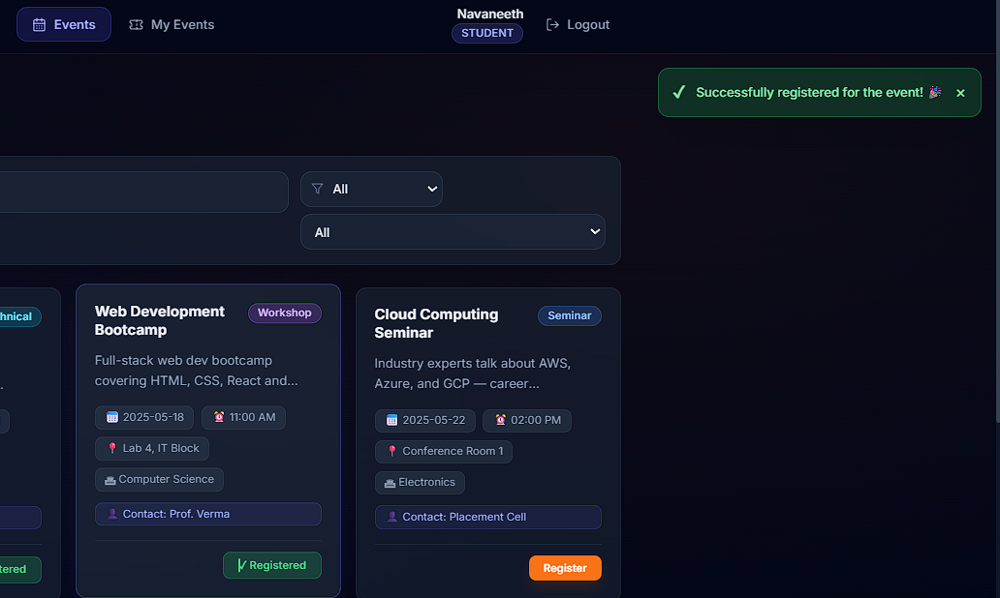 Events
My Events
Navaneeth
STUDENT
Logout
Successfully registered for the event! 🎉 ×
All
All
hnical
.
tered
Web Development
Bootcamp
Workshop
Full-stack web dev bootcamp
covering HTML, CSS, React and...
2025-05-18
11:00 AM
Lab 4, IT Block
Computer Science
Contact: Prof. Verma
Registered
Cloud Computing
Seminar
Seminar
Industry experts talk about AWS,
Azure, and GCP — career...
2025-05-22
02:00 PM
Conference Room 1
Electronics
Contact: Placement Cell
Register